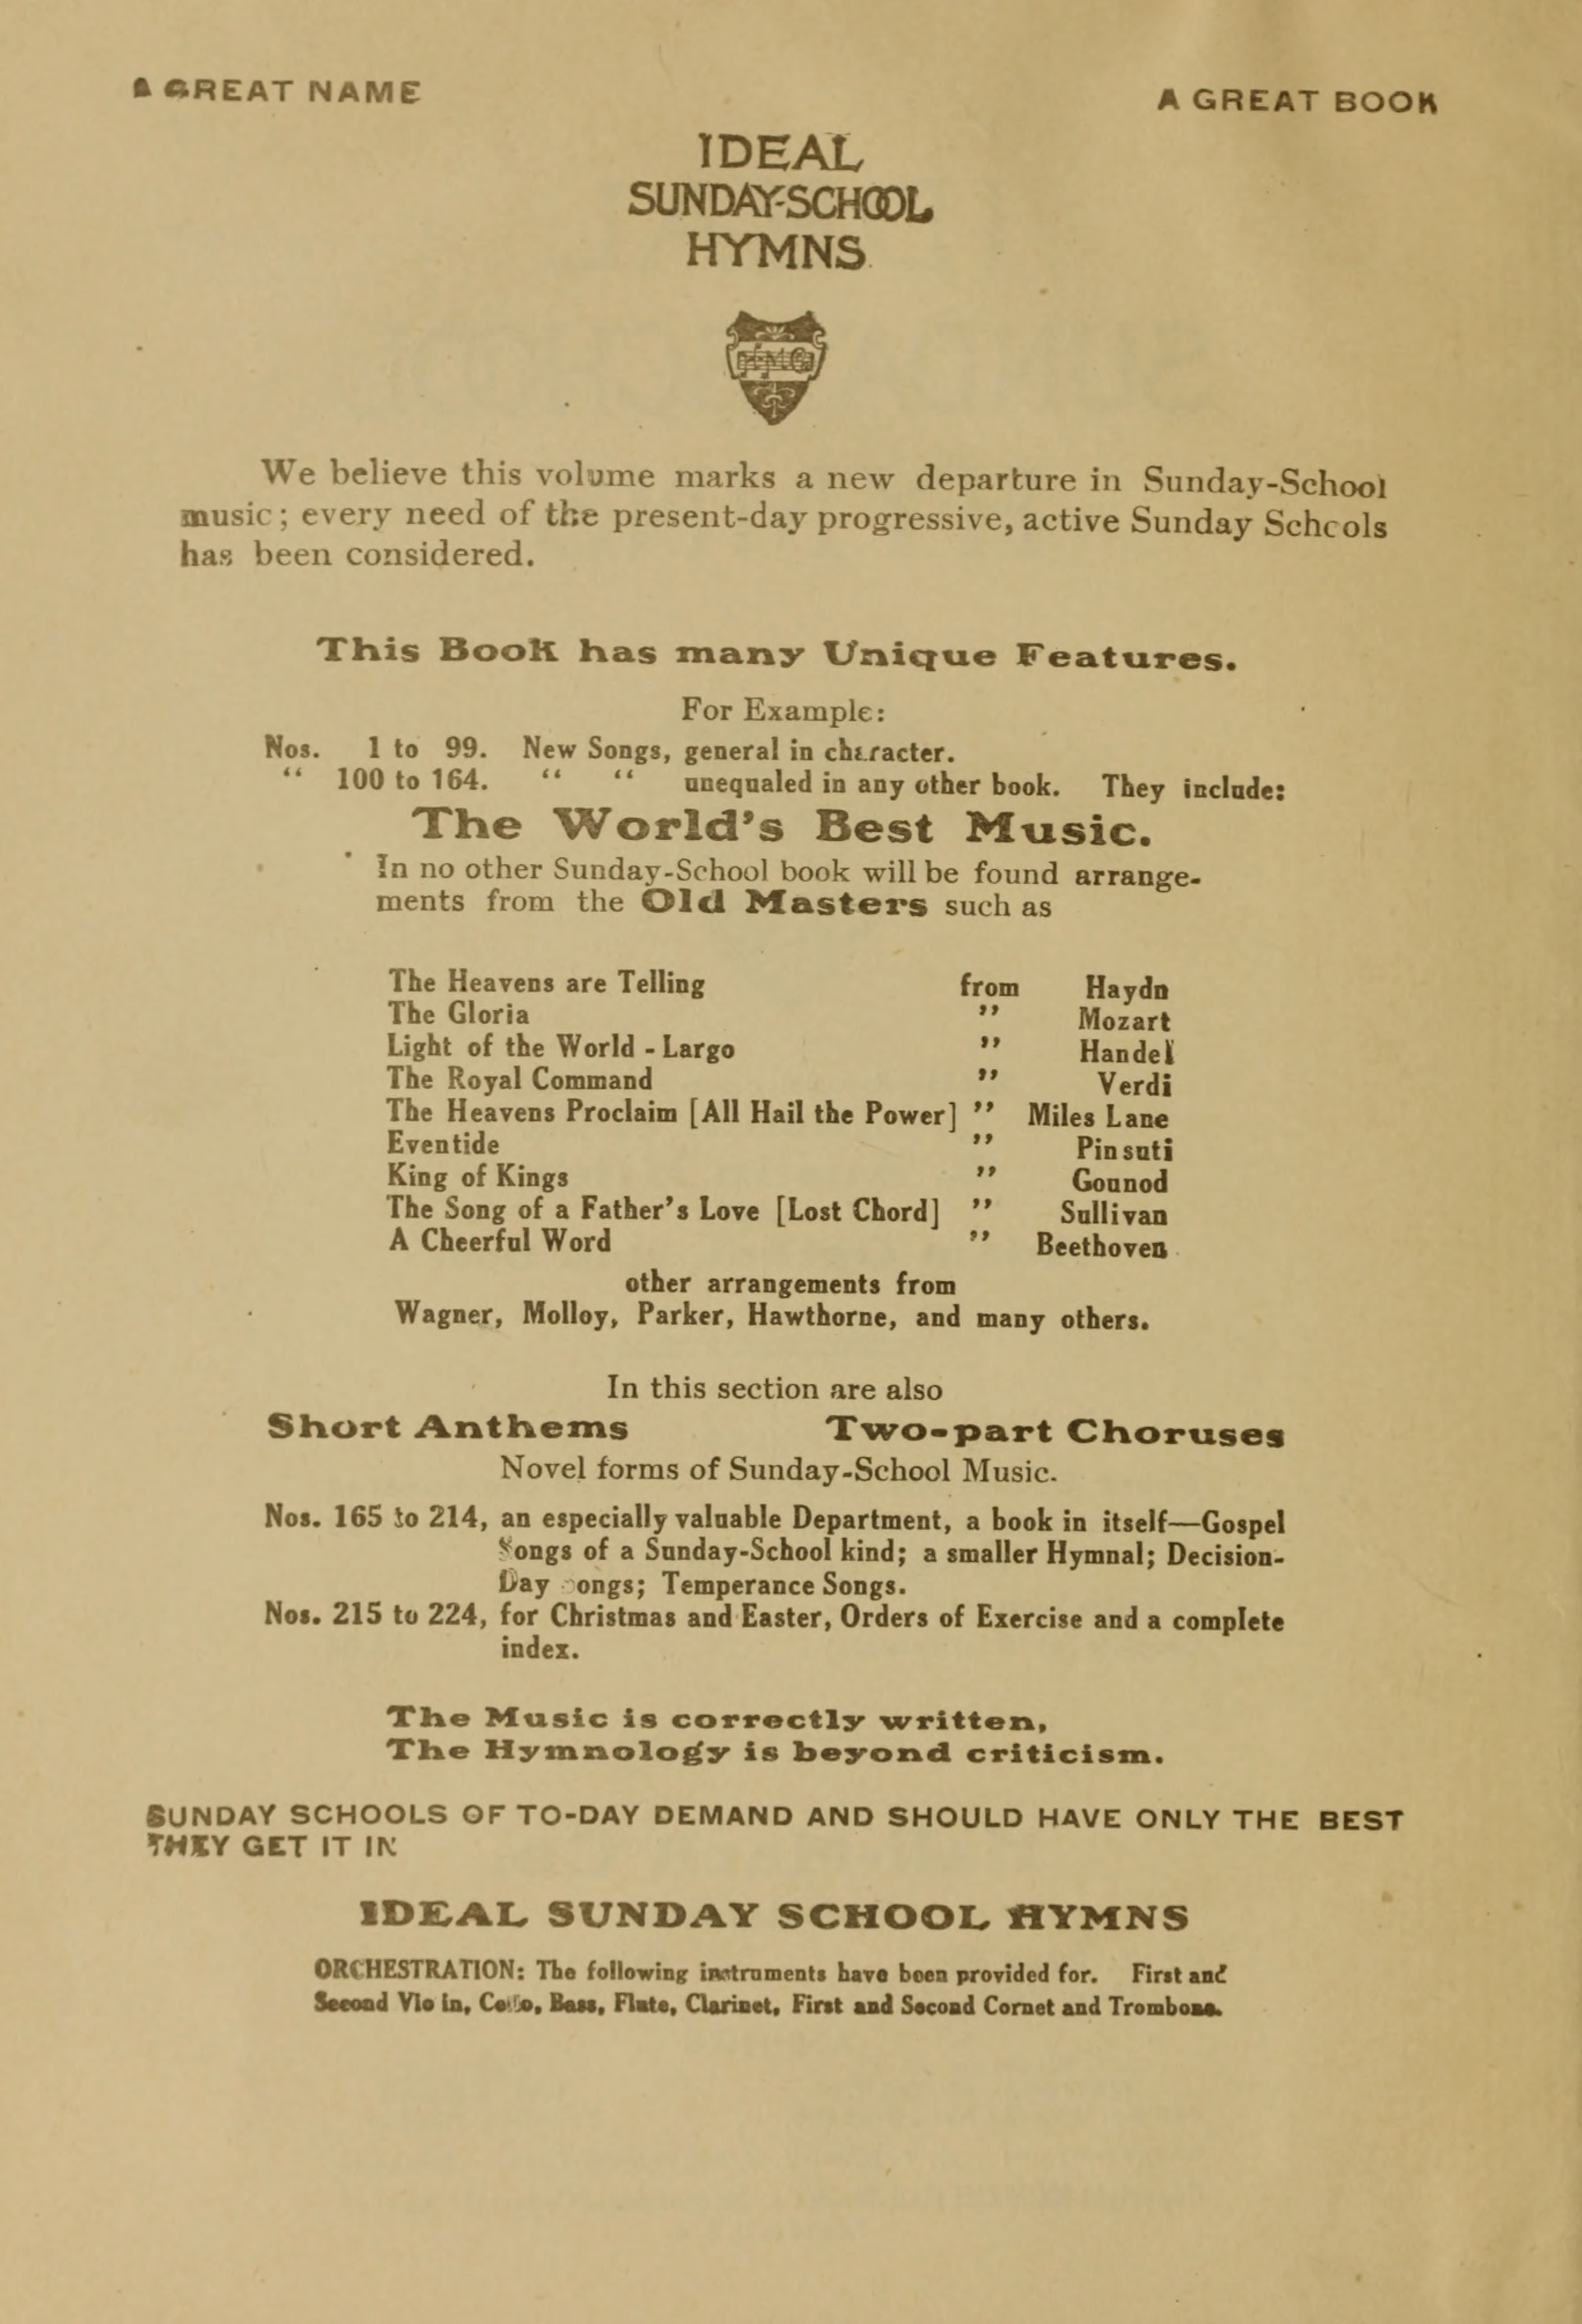 A GREAT NAME
A GREAT BOOK
IDEAL
SUNDAY-SCHOOL
HYMNS
HMC
We believe this volume marks a new departure in Sunday-School
music; every need of the present-day progressive, active Sunday Schools
has been considered.
This Book has many Unique Features.
For Example:
Nos. 1 to 99. New Songs, general in character.
“ 100 to 164. “ “ unequaled in any other book. They include:
The World's Best Music.
In no other Sunday-School book will be found arrange-
ments from the Old Masters such as
The Heavens are Telling from Haydn
The Gloria ” Mozart
Light of the World - Largo ” Handel
The Royal Command ” Verdi
The Heavens Proclaim [All Hail the Power] ” Miles Lane
Eventide ” Pinsuti
King of Kings ” Gounod
The Song of a Father's Love [Lost Chord] ” Sullivan
A Cheerful Word ” Beethoven
other arrangements from
Wagner, Molloy, Parker, Hawthorne, and many others.
In this section are also
Short Anthems Two-part Choruses
Novel forms of Sunday-School Music.
Nos. 165 to 214, an especially valuable Department, a book in itself—Gospel
Songs of a Sunday-School kind; a smaller Hymnal; Decision-
Day Songs; Temperance Songs.
Nos. 215 to 224, for Christmas and Easter, Orders of Exercise and a complete
index.
The Music is correctly written,
The Hymnology is beyond criticism.
SUNDAY SCHOOLS OF TO-DAY DEMAND AND SHOULD HAVE ONLY THE BEST
THEY GET IT IN
IDEAL SUNDAY SCHOOL HYMNS
ORCHESTRATION: The following instruments have been provided for. First and
Second Violin, Cello, Bass, Flute, Clarinet, First and Second Cornet and Trombone.